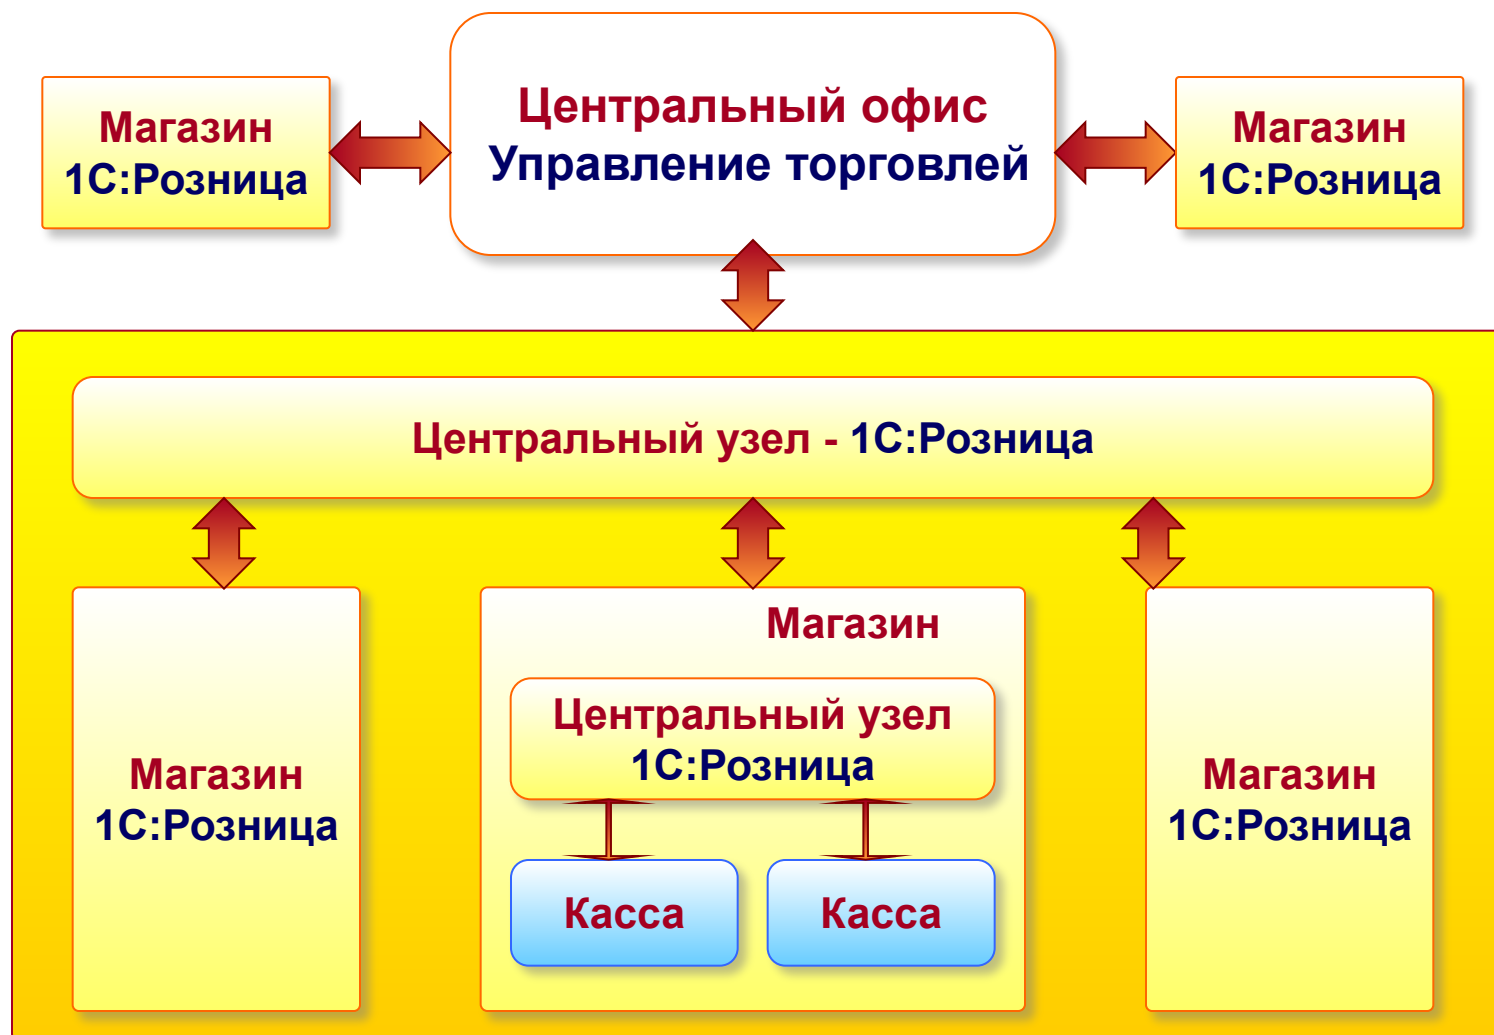 Центральный офис
Управление торговлей
Магазин
1С:Розница
Магазин
1С:Розница
Центральный узел - 1С:Розница
Магазин
1С:Розница
Магазин
Центральный узел
1С:Розница
Касса
Касса
Магазин
1С:Розница